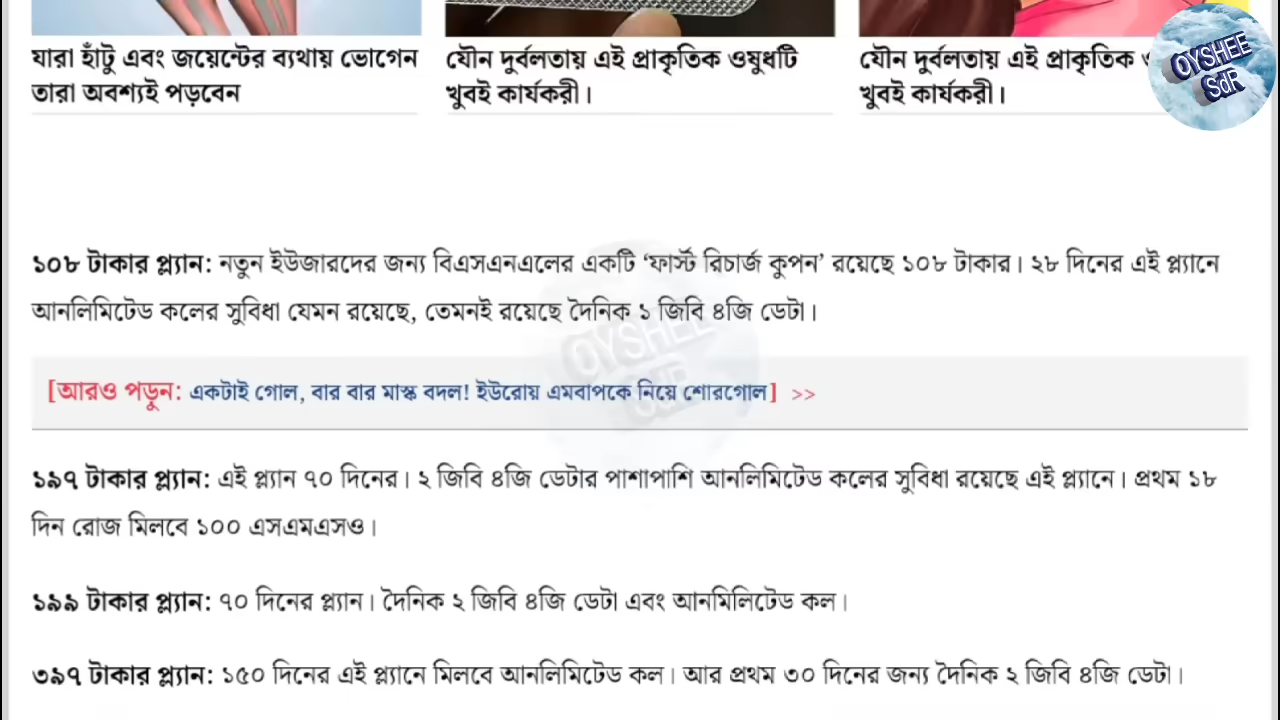 যারা হাঁটু এবং জয়েন্টের ব্যথায় ভোগেন
তারা অবশ্যই পড়বেন
যৌন দুর্বলতায় এই প্রাকৃতিক ওষুধটি
খুবই কার্যকরী।
যৌন দুর্বলতায় এই প্রাকৃতিক
খুবই কার্যকরী।
OYSHEE
SdR
১০৮ টাকার প্ল্যান: নতুন ইউজারদের জন্য বিএসএনএলের একটি ‘ফার্স্ট রিচার্জ কুপন’ রয়েছে ১০৮ টাকার। ২৮ দিনের এই প্ল্যানে
আনলিমিটেড কলের সুবিধা যেমন রয়েছে, তেমনই রয়েছে দৈনিক ১ জিবি ৪জি ডেটা।
OYSHEE
SdR
[আরও পড়ুন: একটাই গোল, বার বার মাস্ক বদল! ইউরোয় এমবাপকে নিয়ে শোরগোল] >>
১৯৭ টাকার প্ল্যান: এই প্ল্যান ৭০ দিনের। ২ জিবি ৪জি ডেটার পাশাপাশি আনলিমিটেড কলের সুবিধা রয়েছে এই প্ল্যানে। প্রথম ১৮
দিন রোজ মিলবে ১০০ এসএমএসও।
১৯৯ টাকার প্ল্যান: ৭০ দিনের প্ল্যান। দৈনিক ২ জিবি ৪জি ডেটা এবং আনমিলিটেড কল।
৩৯৭ টাকার প্ল্যান: ১৫০ দিনের এই প্ল্যানে মিলবে আনলিমিটেড কল। আর প্রথম ৩০ দিনের জন্য দৈনিক ২ জিবি ৪জি ডেটা।